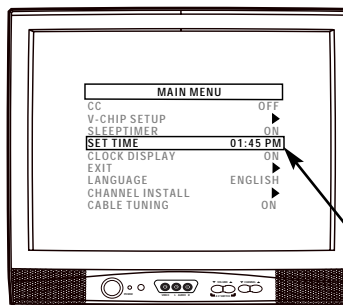 MAIN MENU
CC OFF
V-CHIP SETUP
SLEEPTIMER ON
SET TIME 01:45 PM
CLOCK DISPLAY ON
EXIT
LANGUAGE ENGLISH
CHANNEL INSTALL
CABLE TUNING ON